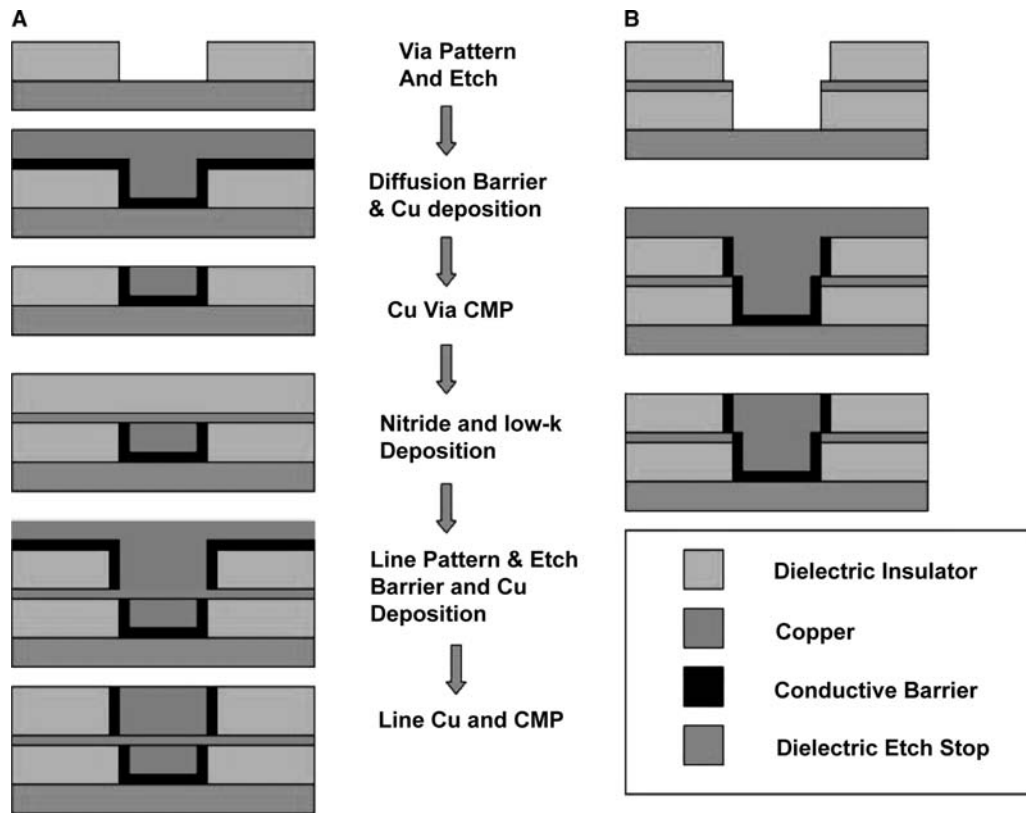 A
B
Via Pattern
And Etch
Diffusion Barrier
& Cu deposition
Cu Via CMP
Nitride and low-k
Deposition
Line Pattern & Etch
Barrier and Cu
Deposition
Line Cu and CMP
Dielectric Insulator
Copper
Conductive Barrier
Dielectric Etch Stop